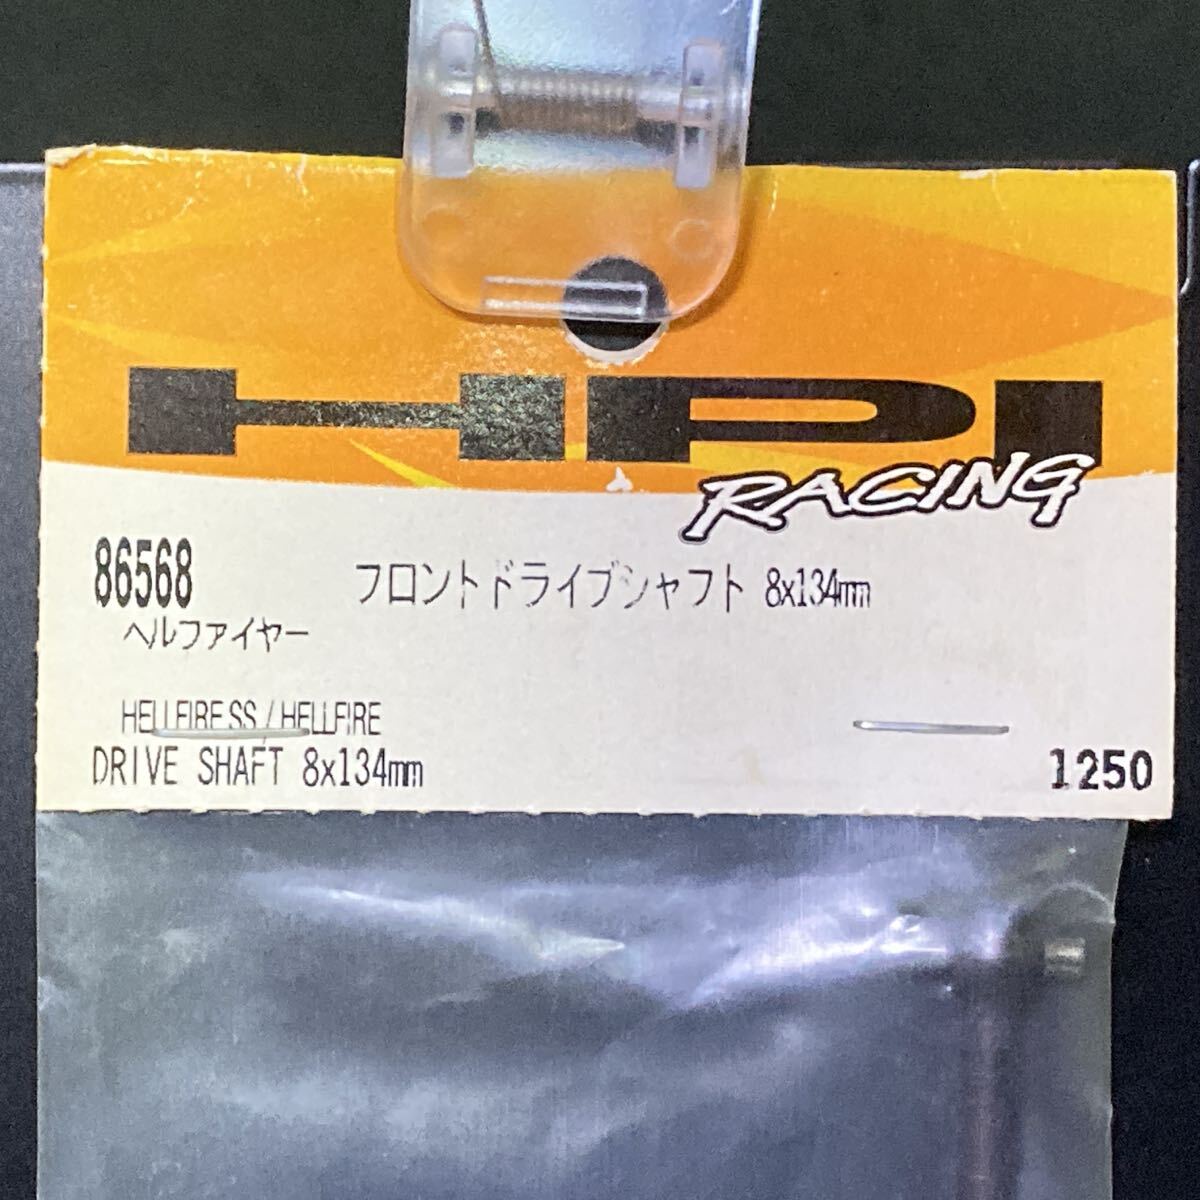 HPI
RACING
86568 フロントドライブシャフト 8x134mm
ヘルファイヤー
HELLFIRE SS / HELLFIRE
DRIVE SHAFT 8x134mm
1250